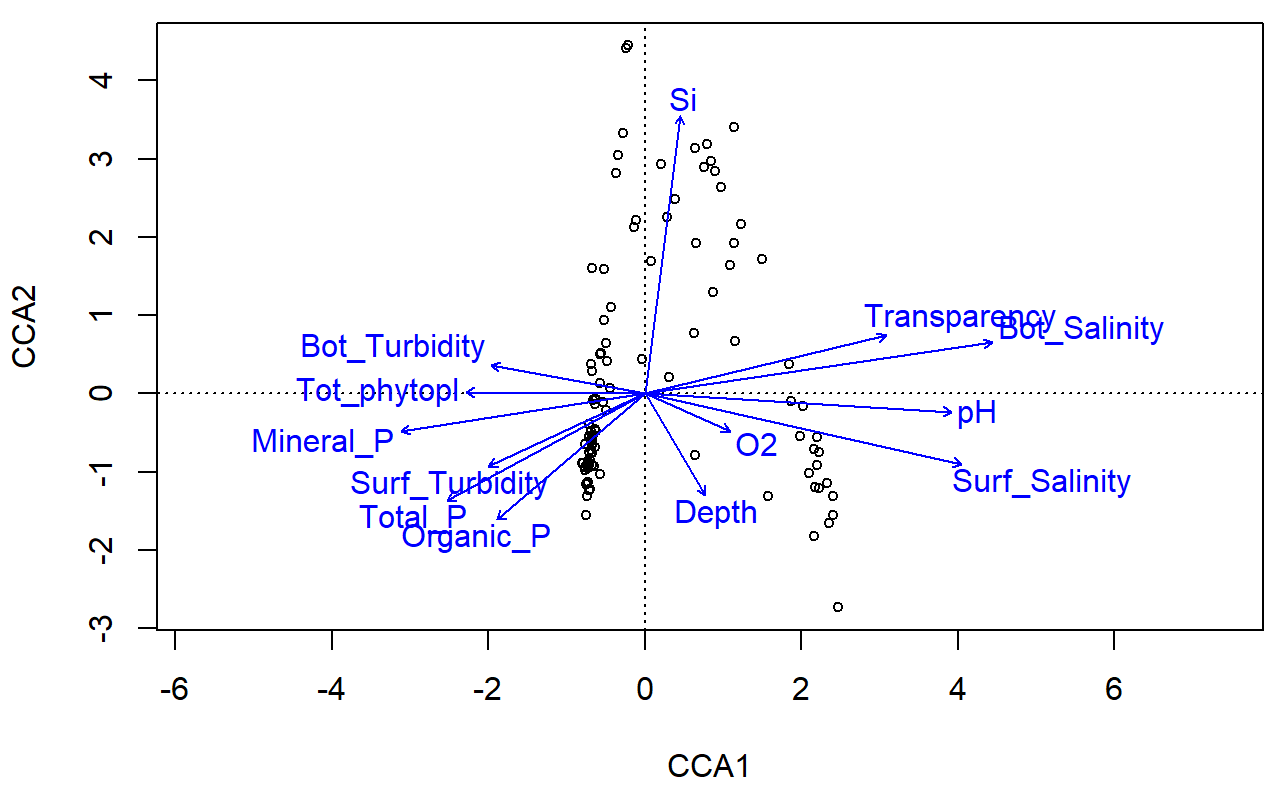 CCA2
4
3
2
1
0
-1
-2
-3
Si
Transparency
Bot_Salinity
Bot_Turbidity
Tot_phytopl
pH
Mineral_P
O2
Surf_Turbidity
Surf_Salinity
Total_P
Depth
Organic_P
-6
-4
-2
0
2
4
6
CCA1